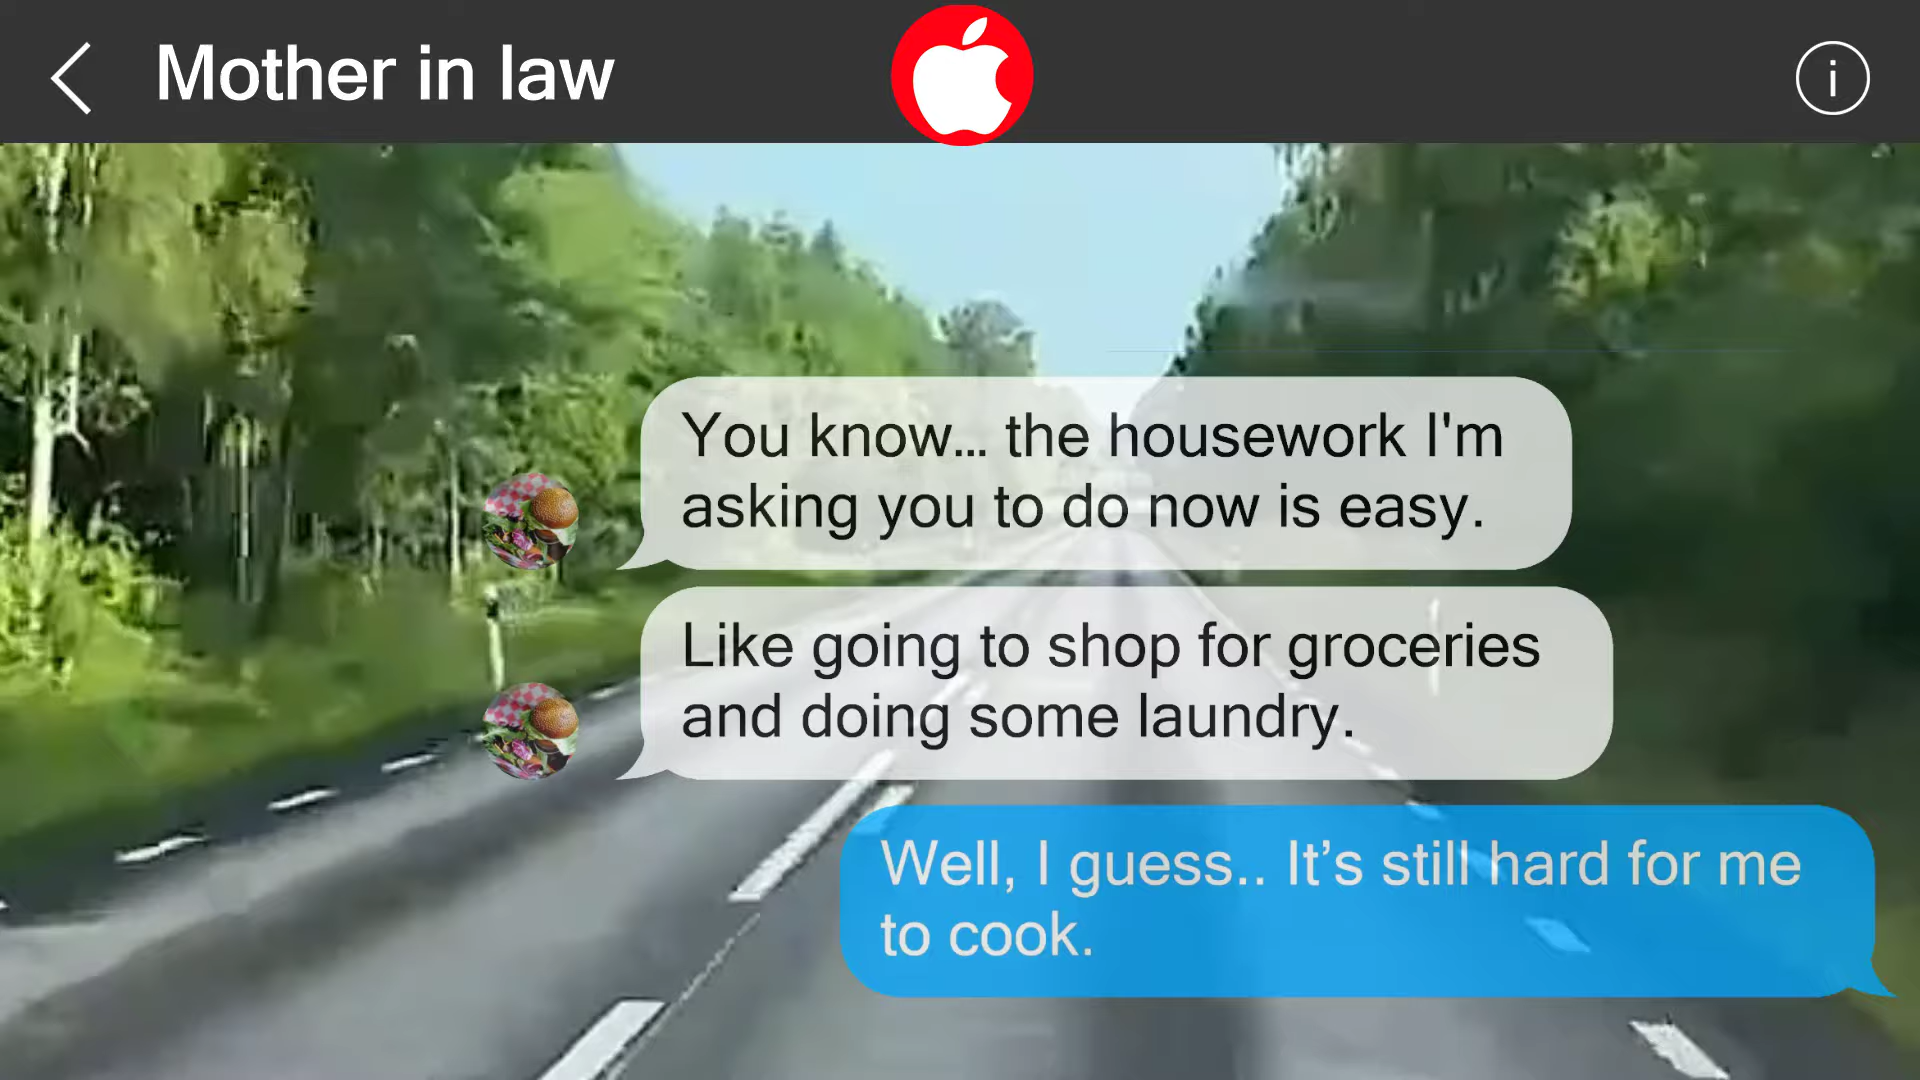 Mother in law
i
You know... the housework I'm
asking you to do now is easy.
Like going to shop for groceries
and doing some laundry.
Well, I guess.. It’s still hard for me
to cook.